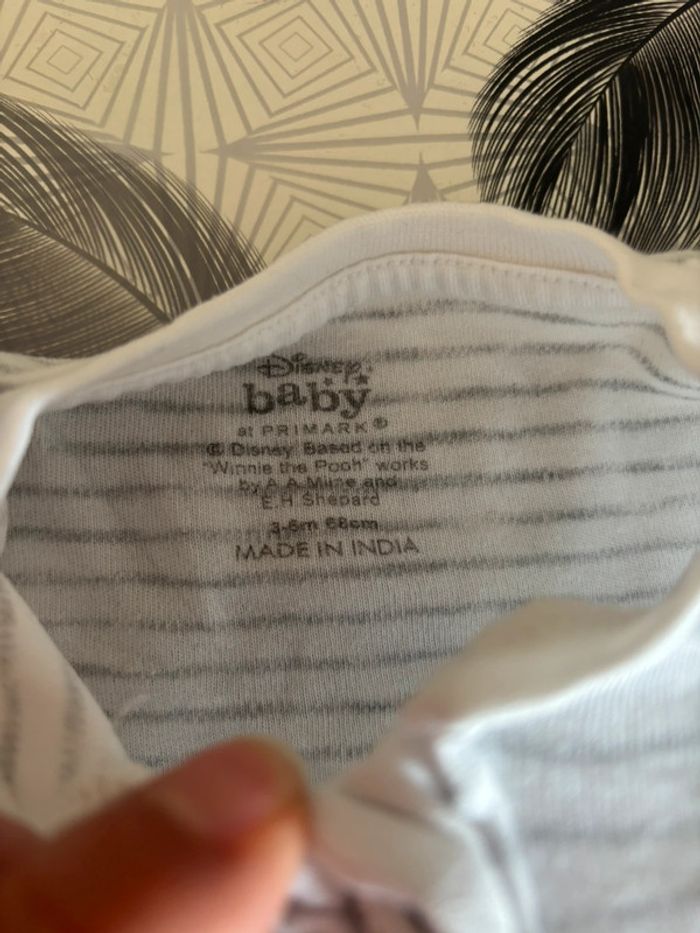 Disney
baby
at PRIMARK®
© Disney Based on the
"Winnie the Pooh" works
by A.A.Milne and
E.H.Shepard
3-6m 68cm
MADE IN INDIA